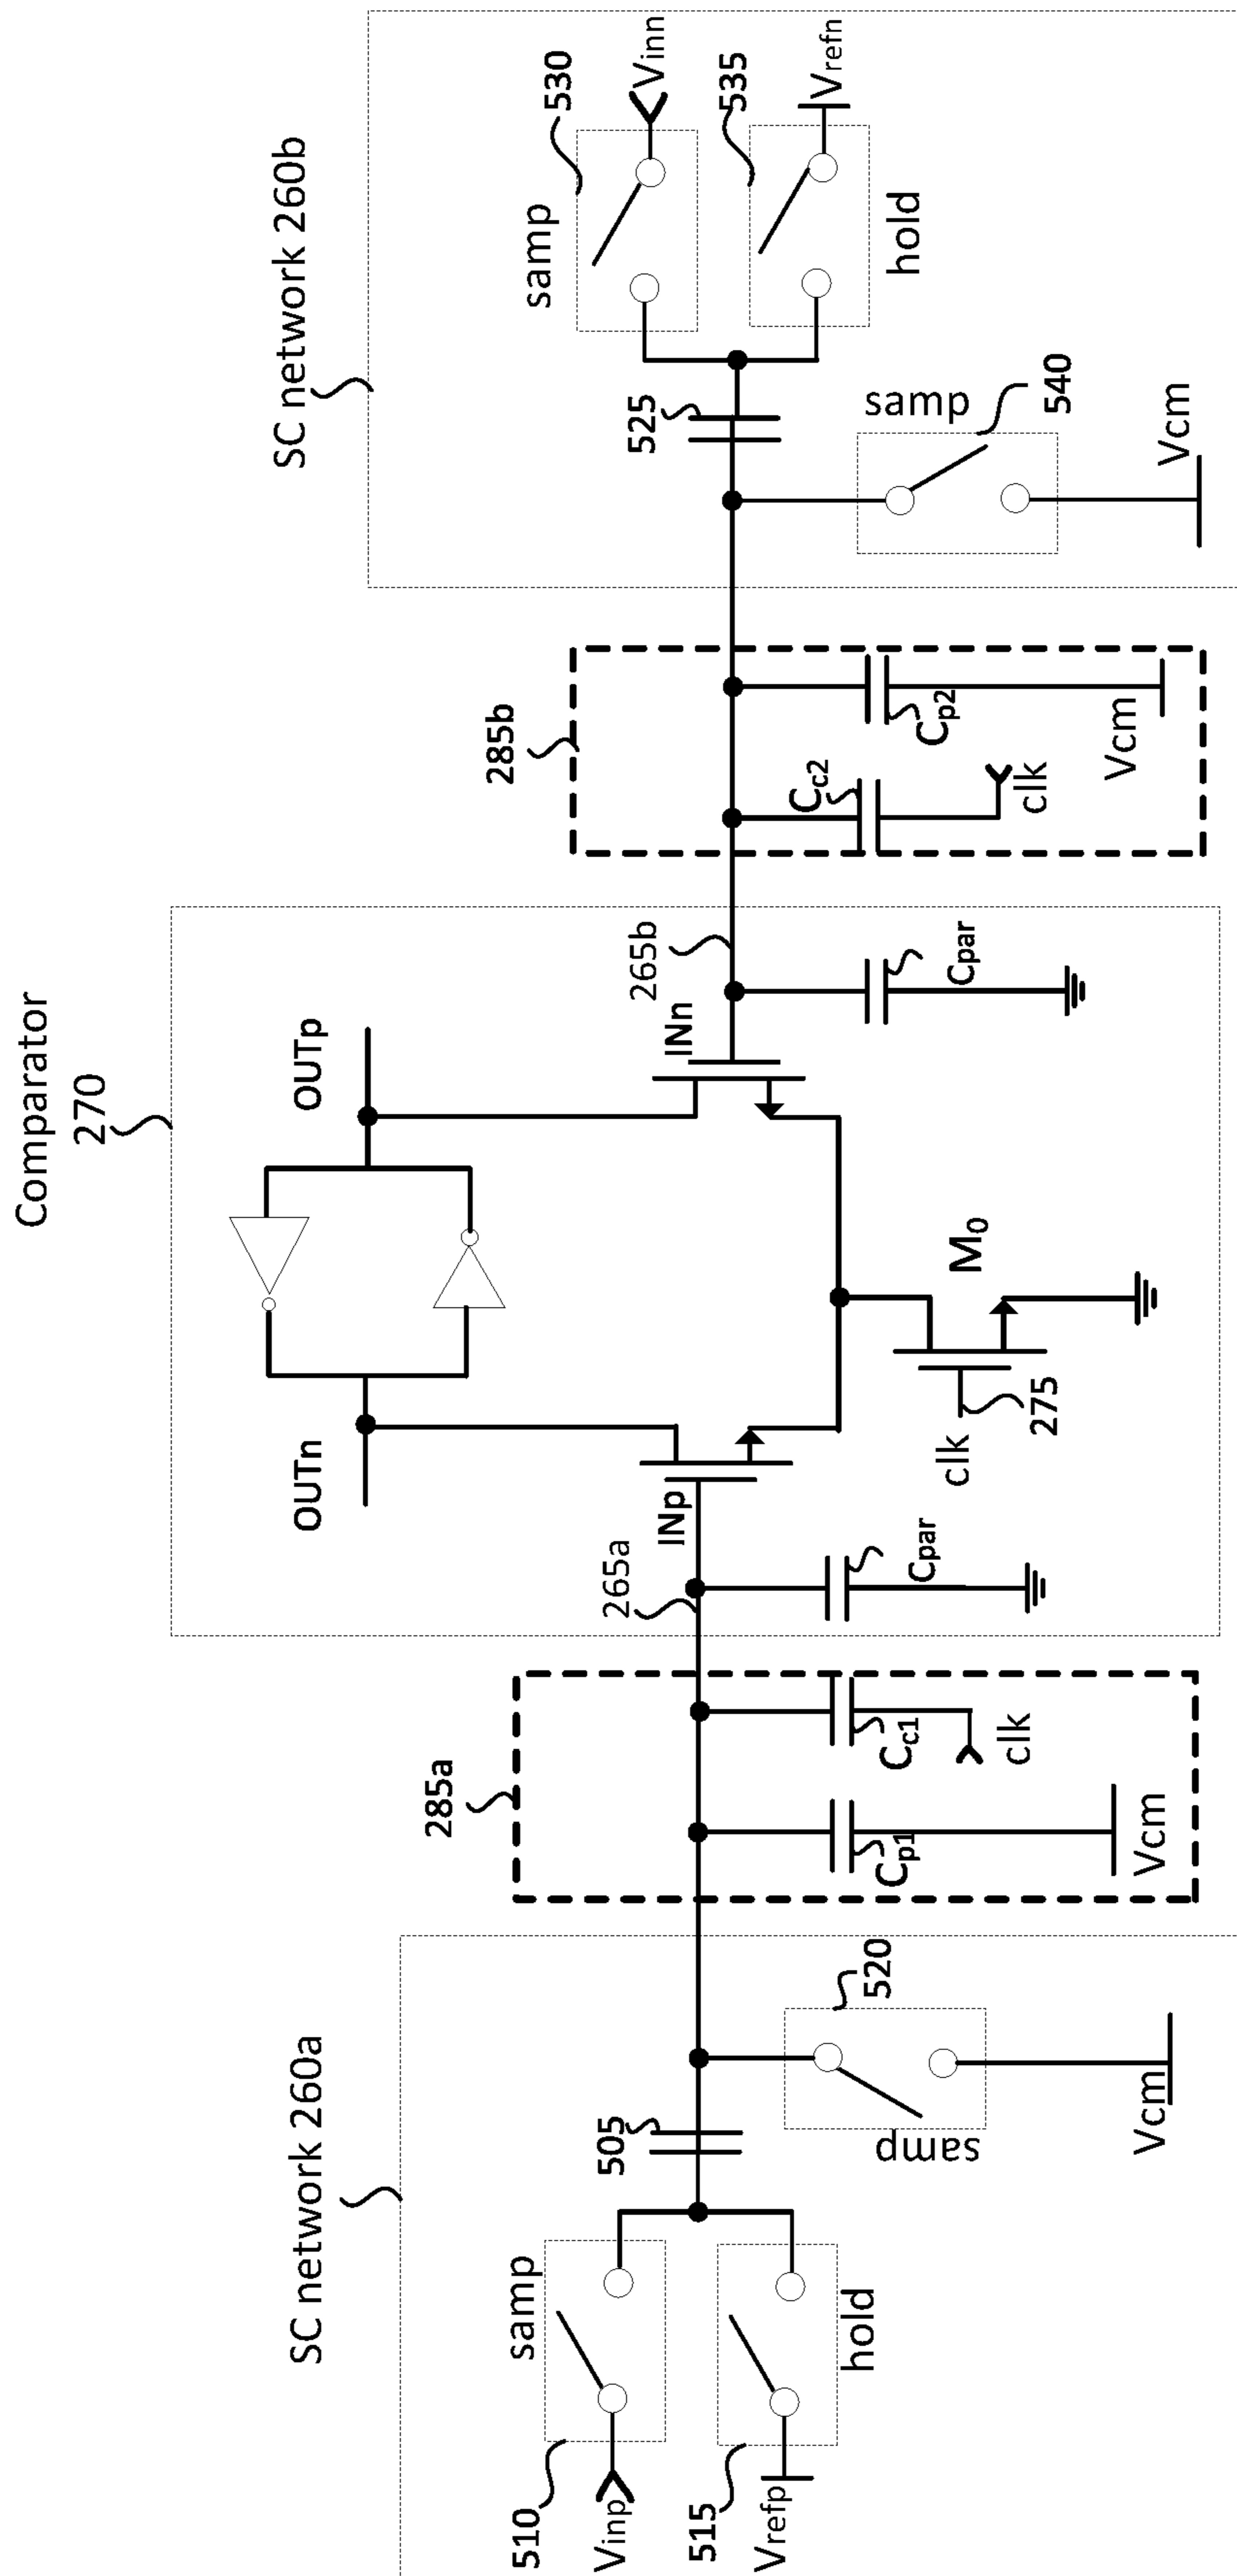 Comparator
270
SC network 260a
SC network 260b
285a
285b
OUTn
OUTp
INp
INn
265a
265b
Cpar
Cpar
M0
clk
275
Cp1
Cc1
clk
Vcm
Cc2
clk
Cp2
Vcm
510
samp
Vinp
515
hold
Vrefp
505
520
samp
Vcm
525
samp
530
Vinn
535
hold
Vrefn
samp
540
Vcm